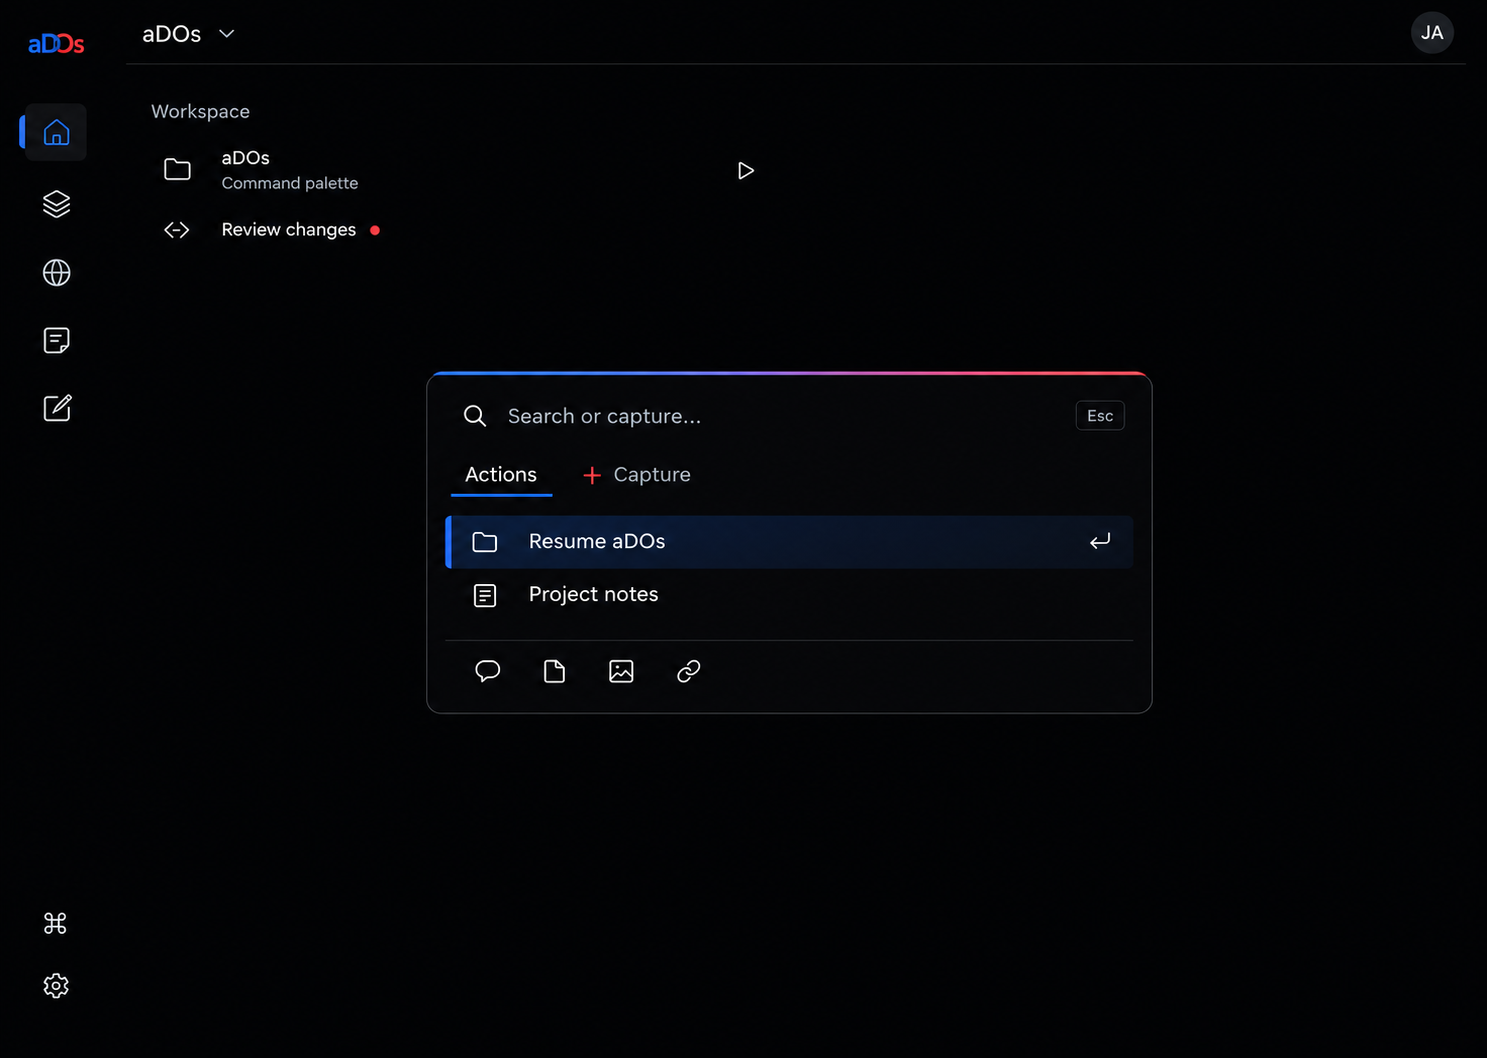 aDOs
aDOs
JA
Workspace
aDOs
Command palette
Review changes
Search or capture...
Esc
Actions
+ Capture
Resume aDOs
Project notes